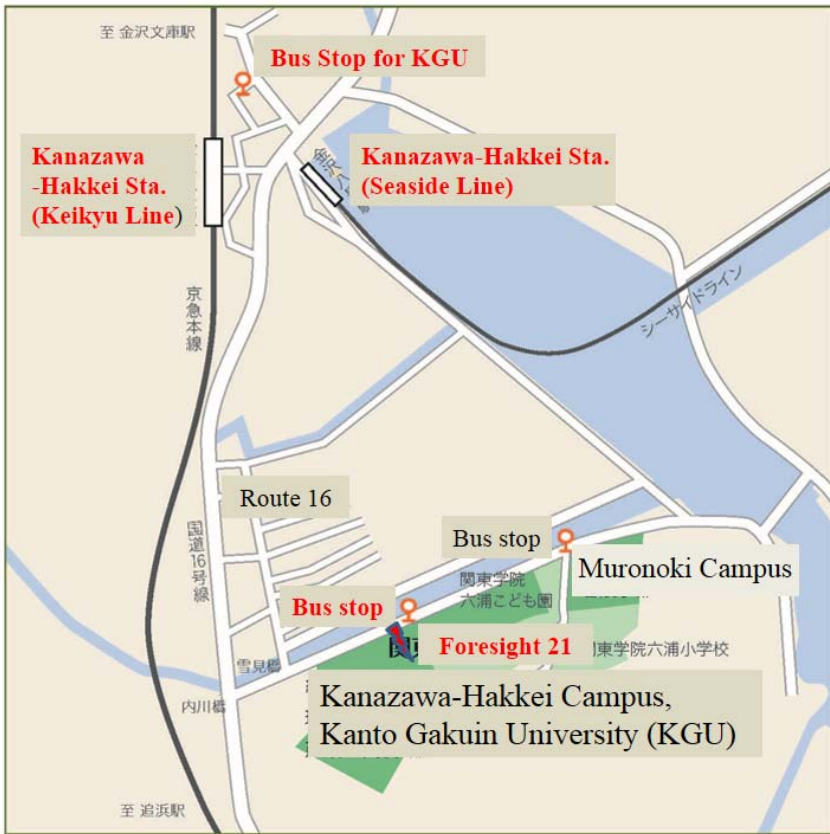 至 金沢文庫駅
Bus Stop for KGU
Kanazawa
-Hakkei Sta.
(Keikyu Line)
Kanazawa-Hakkei Sta.
(Seaside Line)
京急本線
シーサイドライン
Route 16
国道16号線
Bus stop
関東学院
六浦こども園
Muronoki Campus
Bus stop
Foresight 21
関東学院六浦小学校
雪見橋
内川橋
Kanazawa-Hakkei Campus,
Kanto Gakuin University (KGU)
至 追浜駅